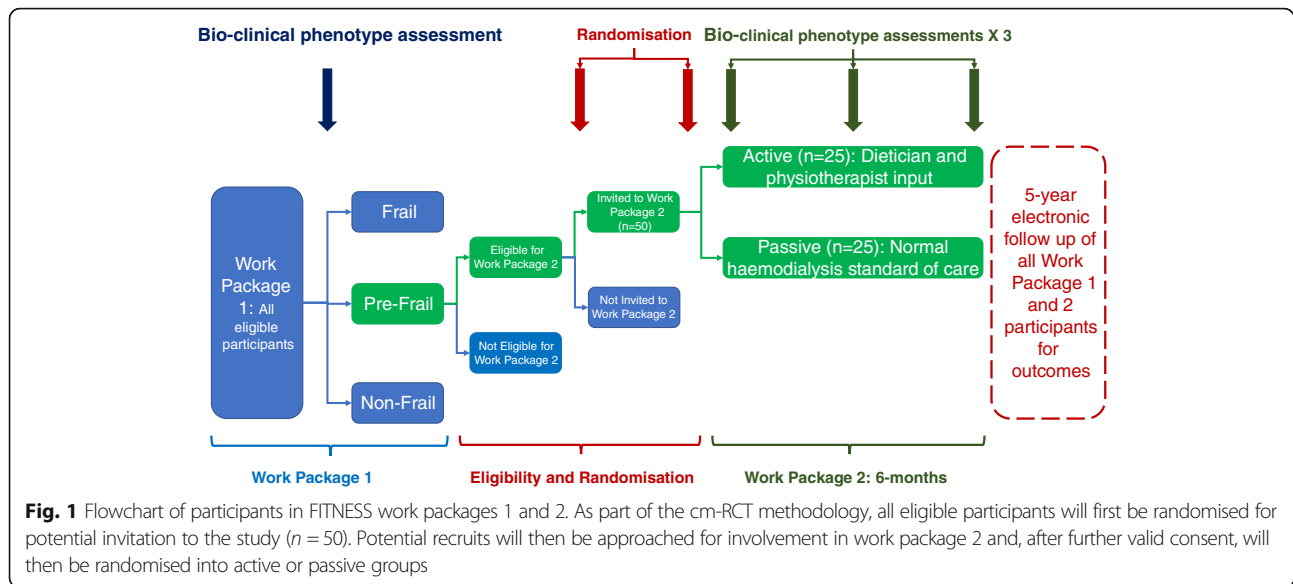 Bio-clinical phenotype assessment
Randomisation
Bio-clinical phenotype assessments X 3
Work
Package
1: All
eligible
participants
Frail
Pre-Frail
Non-Frail
Eligible for
Work Package 2
Not Eligible for
Work Package 2
Invited to Work
Package 2
(n=50)
Not Invited to
Work Package 2
Active (n=25): Dietician and
physiotherapist input
Passive (n=25): Normal
haemodialysis standard of care
5-year
electronic
follow up of
all Work
Package 1
and 2
participants
for
outcomes
Work Package 1
Eligibility and Randomisation
Work Package 2: 6-months
Fig. 1 Flowchart of participants in FITNESS work packages 1 and 2. As part of the cm-RCT methodology, all eligible participants will first be randomised for
potential invitation to the study (n = 50). Potential recruits will then be approached for involvement in work package 2 and, after further valid consent, will
then be randomised into active or passive groups